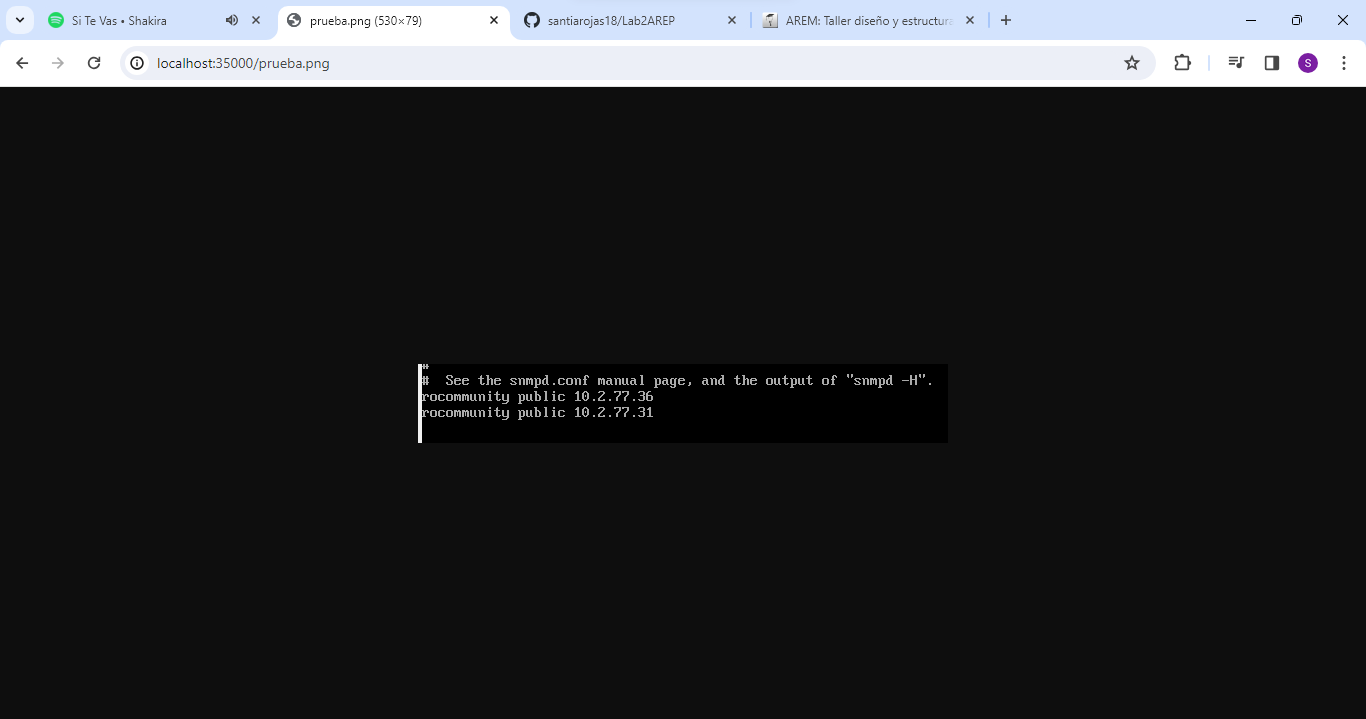 Si Te Vas • Shakira
prueba.png (530×79)
santiarojas18/Lab2AREP
AREM: Taller diseño y estructura
localhost:35000/prueba.png
S
#
# See the snmpd.conf manual page, and the output of "snmpd -H".
rocommunity public 10.2.77.36
rocommunity public 10.2.77.31